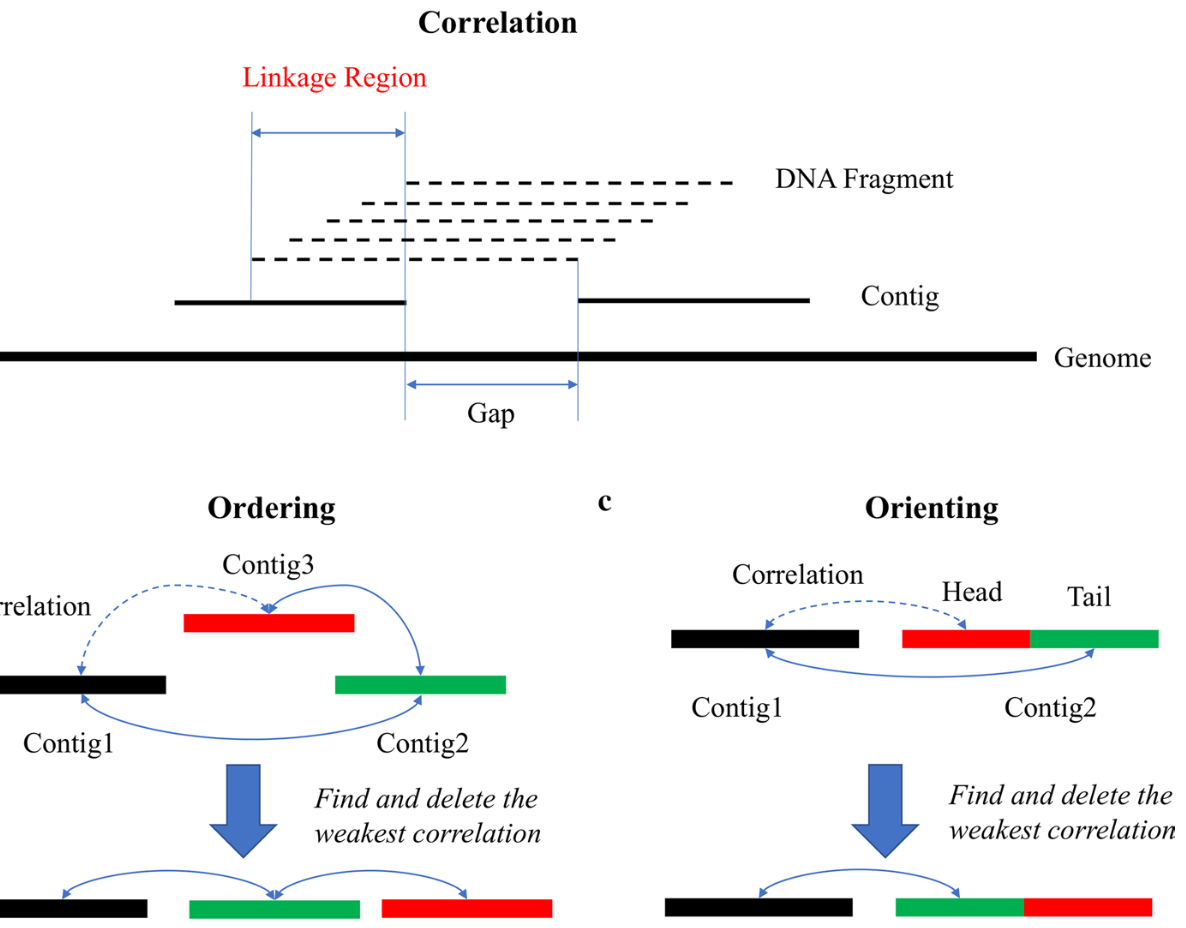 Correlation
Linkage Region
DNA Fragment
Contig
Genome
Gap
Ordering
Contig3
rrelation
Contig1
Contig2
Find and delete the
weakest correlation
c
Orienting
Correlation
Head
Tail
Contig1
Contig2
Find and delete the
weakest correlation